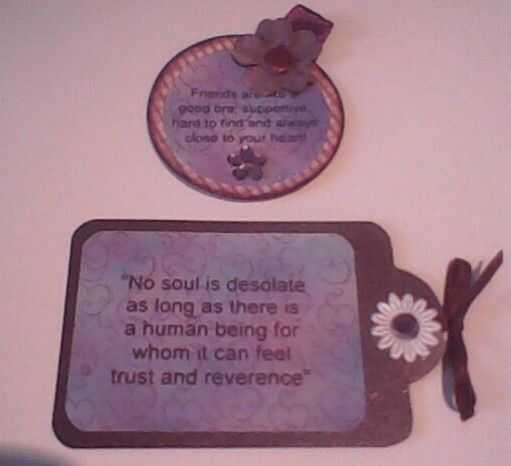 Friends are like a
good bra; supportive,
hard to find and always
close to your heart!
"No soul is desolate
as long as there is
a human being for
whom it can feel
trust and reverence"